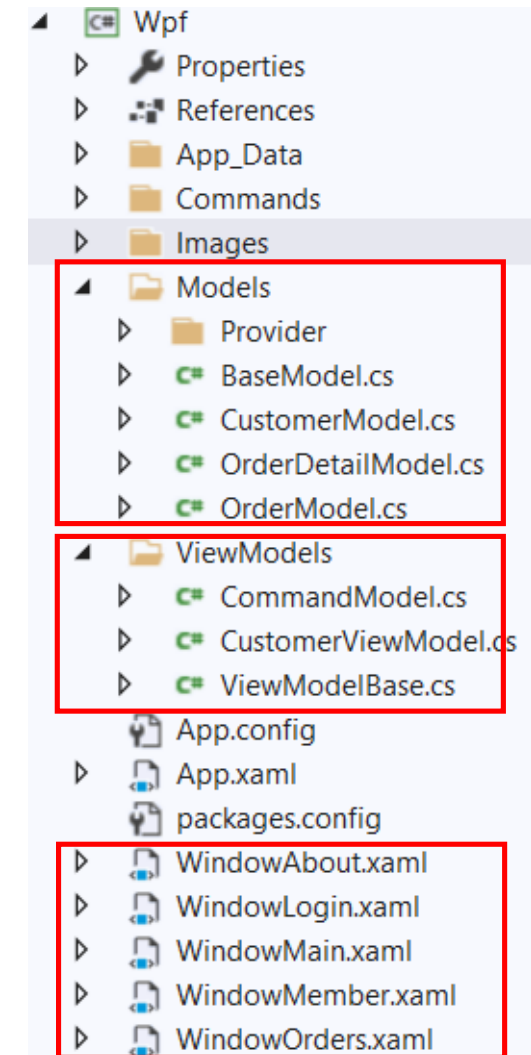 C# Wpf
Properties
References
App_Data
Commands
Images
Models
Provider
C# BaseModel.cs
C# CustomerModel.cs
C# OrderDetailModel.cs
C# OrderModel.cs
ViewModels
C# CommandModel.cs
C# CustomerViewModel.cs
C# ViewModelBase.cs
App.config
App.xaml
packages.config
WindowAbout.xaml
WindowLogin.xaml
WindowMain.xaml
WindowMember.xaml
WindowOrders.xaml